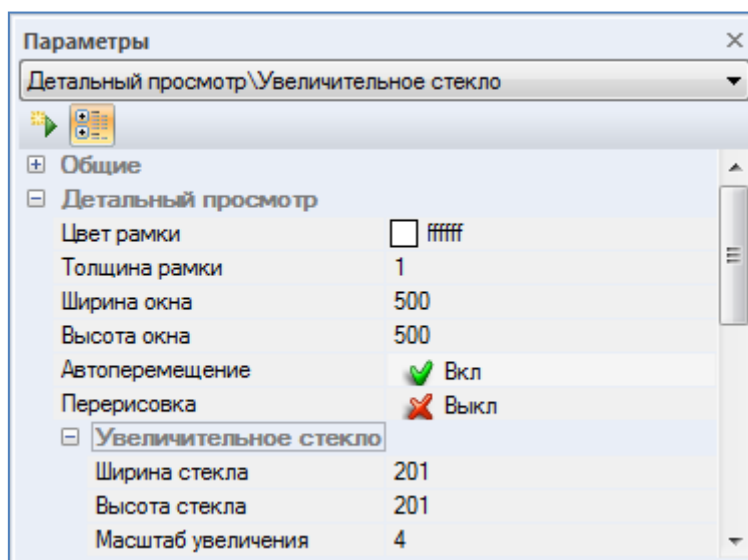 Параметры
Детальный просмотр\Увеличительное стекло
Общие
Детальный просмотр
Цвет рамки ffffff
Толщина рамки 1
Ширина окна 500
Высота окна 500
Автоперемещение Вкл
Перерисовка Выкл
Увеличительное стекло
Ширина стекла 201
Высота стекла 201
Масштаб увеличения 4